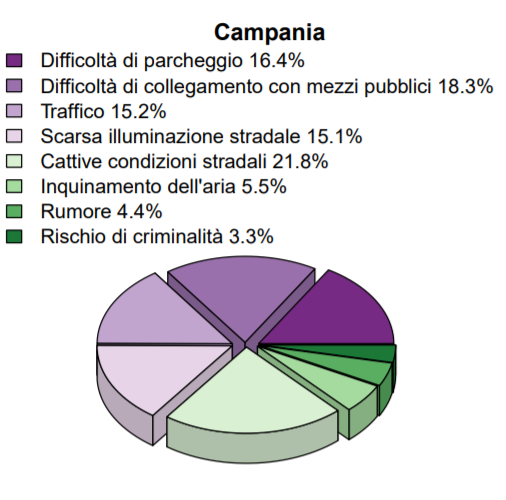 Campania
Difficoltà di parcheggio 16.4%
Difficoltà di collegamento con mezzi pubblici 18.3%
Traffico 15.2%
Scarsa illuminazione stradale 15.1%
Cattive condizioni stradali 21.8%
Inquinamento dell'aria 5.5%
Rumore 4.4%
Rischio di criminalità 3.3%